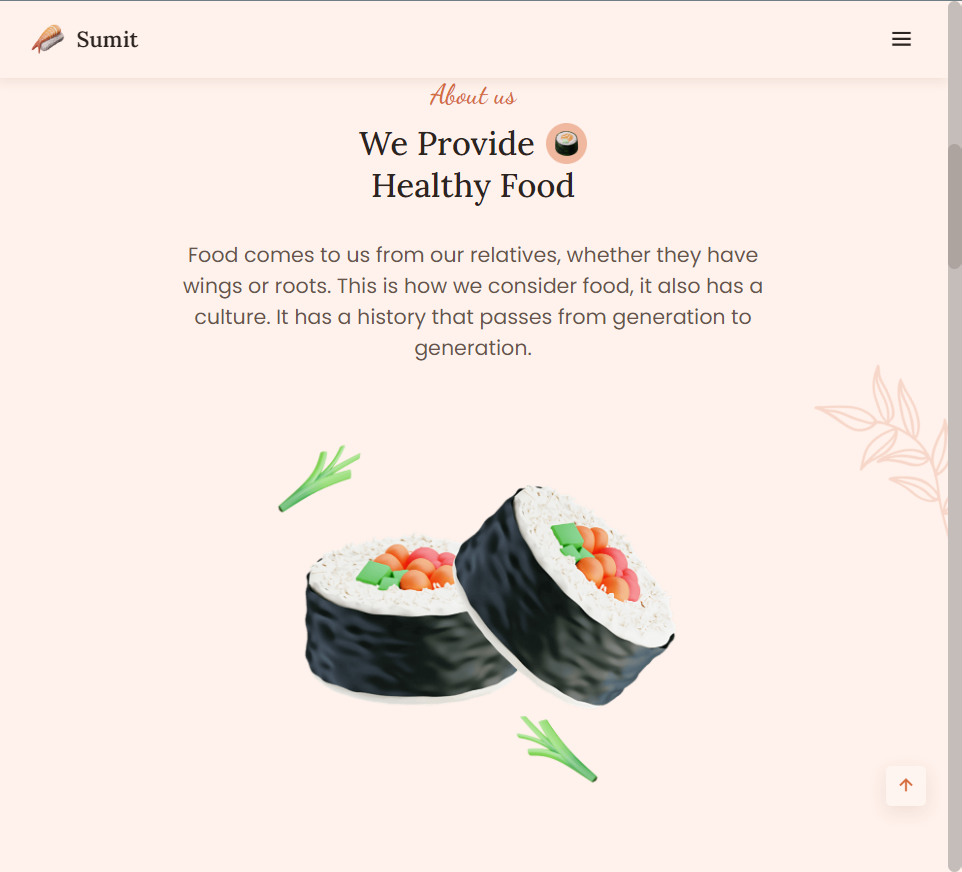 Sumit
About us
We Provide
Healthy Food
Food comes to us from our relatives, whether they have
wings or roots. This is how we consider food, it also has a
culture. It has a history that passes from generation to
generation.